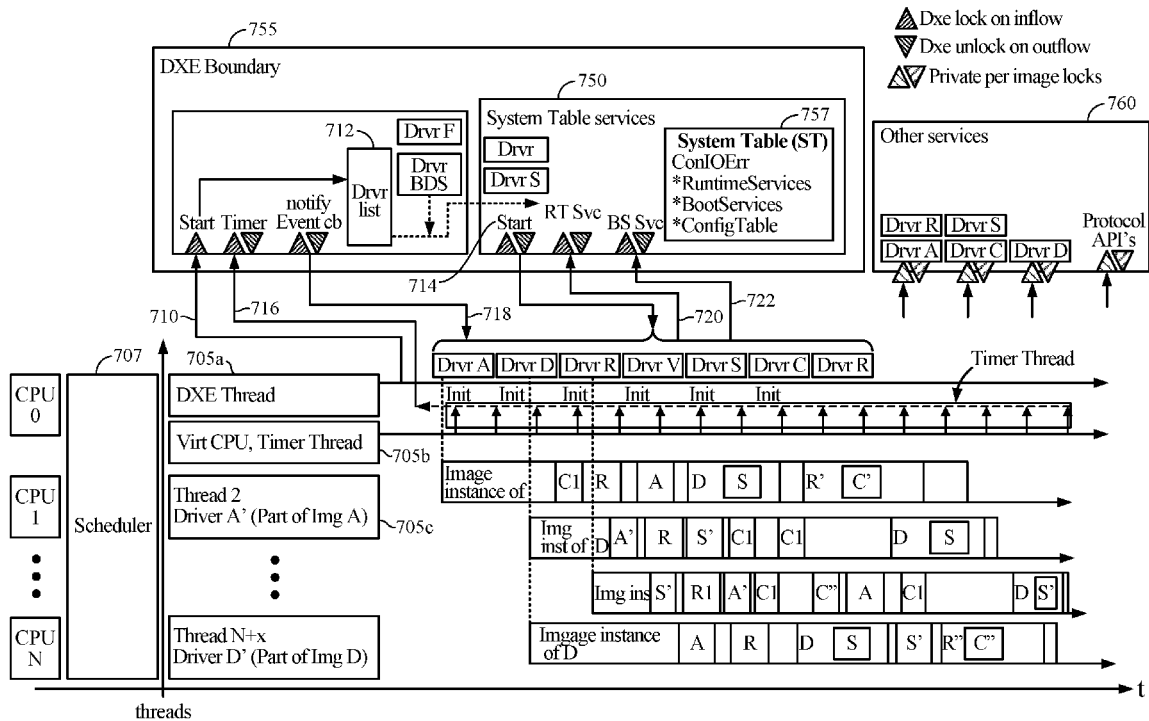 Dxe lock on inflow
Dxe unlock on outflow
Private per image locks
755
DXE Boundary
750
System Table services
757
System Table (ST)
ConIOErr
*RuntimeServices
*BootServices
*ConfigTable
760
Other services
712
Drvr F
Drvr
BDS
Drvr
list
Drvr
Drvr S
Start
Timer
notify
Event cb
Start
RT Svc
BS Svc
714
Drvr R
Drvr S
Drvr A
Drvr C
Drvr D
Protocol
API's
710
716
718
720
722
707
705a
Drvr A
Drvr D
Drvr R
Drvr V
Drvr S
Drvr C
Drvr R
Timer Thread
CPU
0
DXE Thread
Init
Init
Init
Init
Init
Init
Virt CPU, Timer Thread
705b
CPU
1
Scheduler
Thread 2
Driver A’ (Part of Img A)
705c
Image
instance of
C1
R
A
D
S
R’
C’
Img
inst of
D
A’
R
S’
C1
C1
D
S
Img ins
S’
R1
A’
C1
C”
A
C1
D
S’
CPU
N
Thread N+x
Driver D’ (Part of Img D)
Imgage instance
of D
A
R
D
S
S’
R”
C”
threads
t